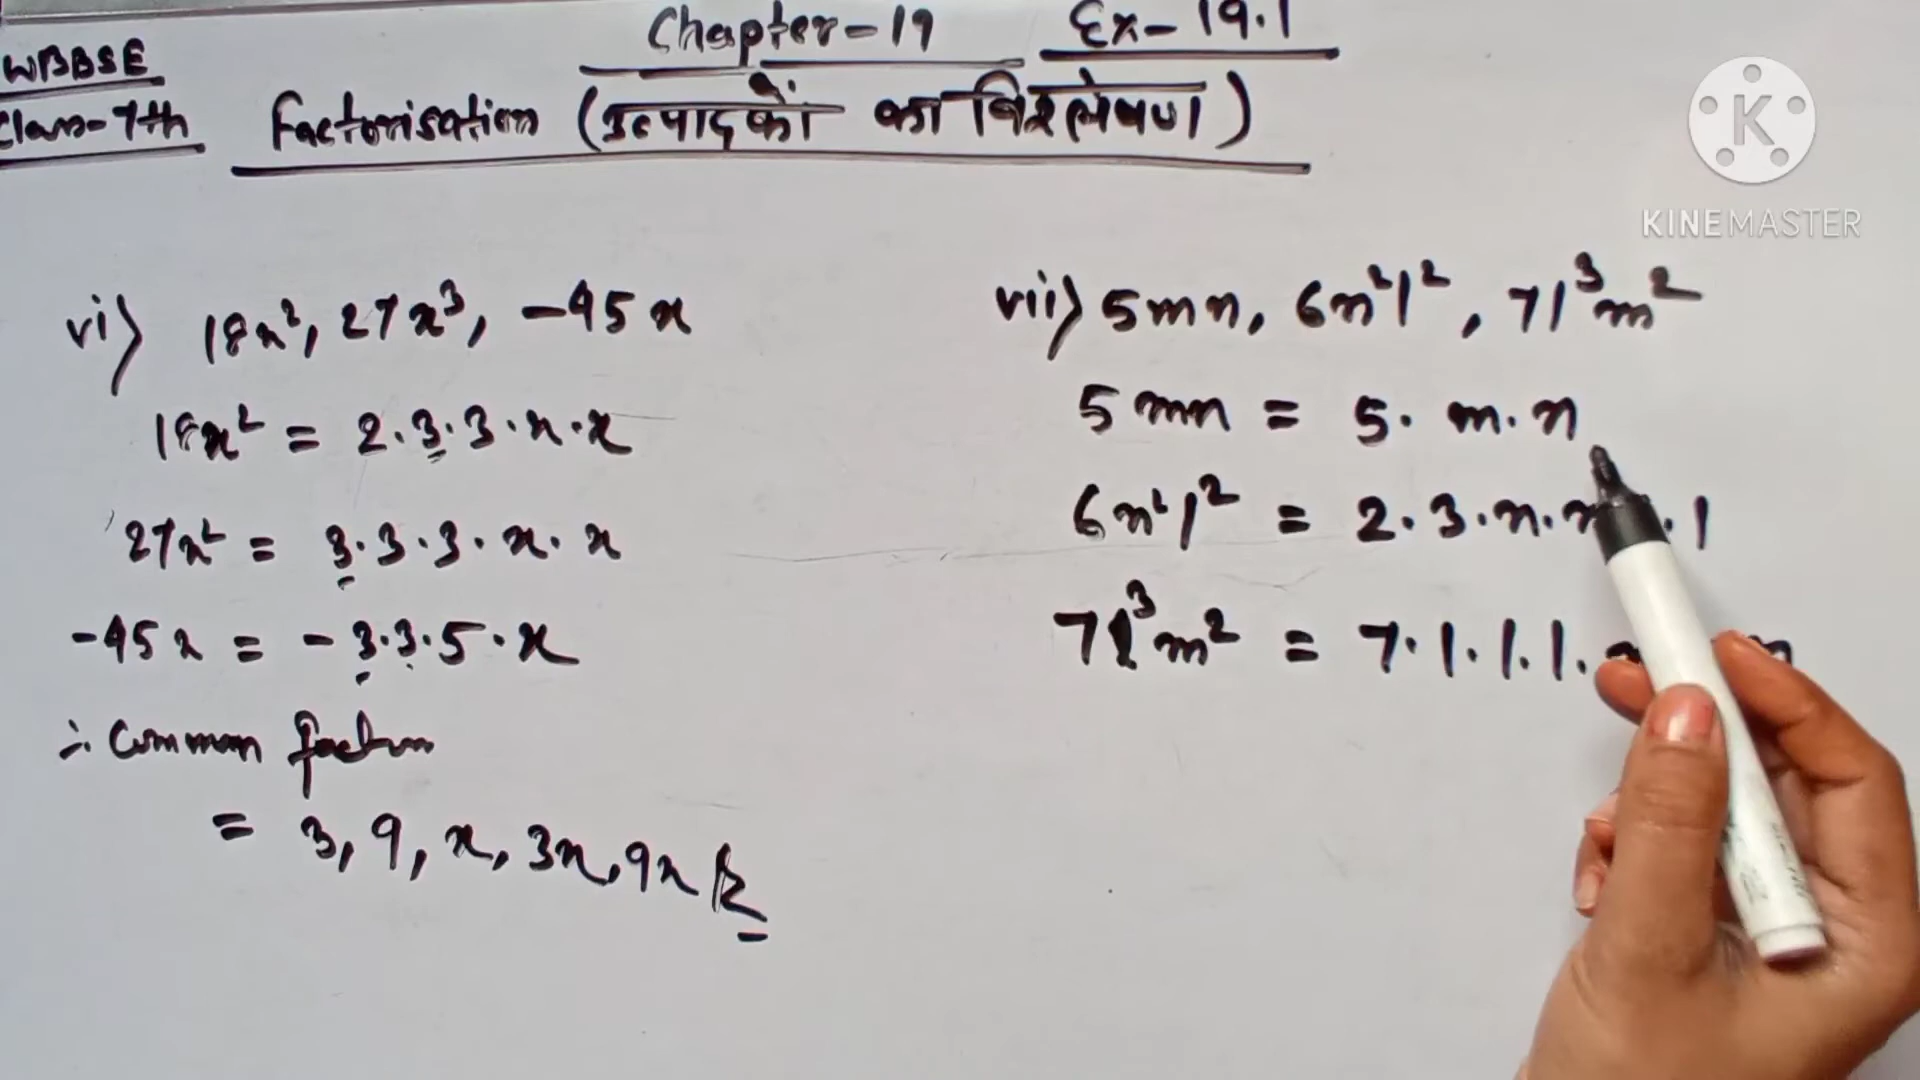 Chapter-19 Ex-19.1
WBBSE
Class-7th
Factorisation (उत्पादकों का विश्लेषण)
K
KINEMASTER
vi) 18x², 27x³, -45x
18x² = 2.3.3.x.x
27x² = 3.3.3.x.x
-45x = -3.3.5.x
∴ Common factors
= 3, 9, x, 3x, 9x
vii) 5mn, 6n²l², 7l³m²
5mn = 5.m.n
6n²l² = 2.3.n.n.l
7l³m² = 7.l.l.l.